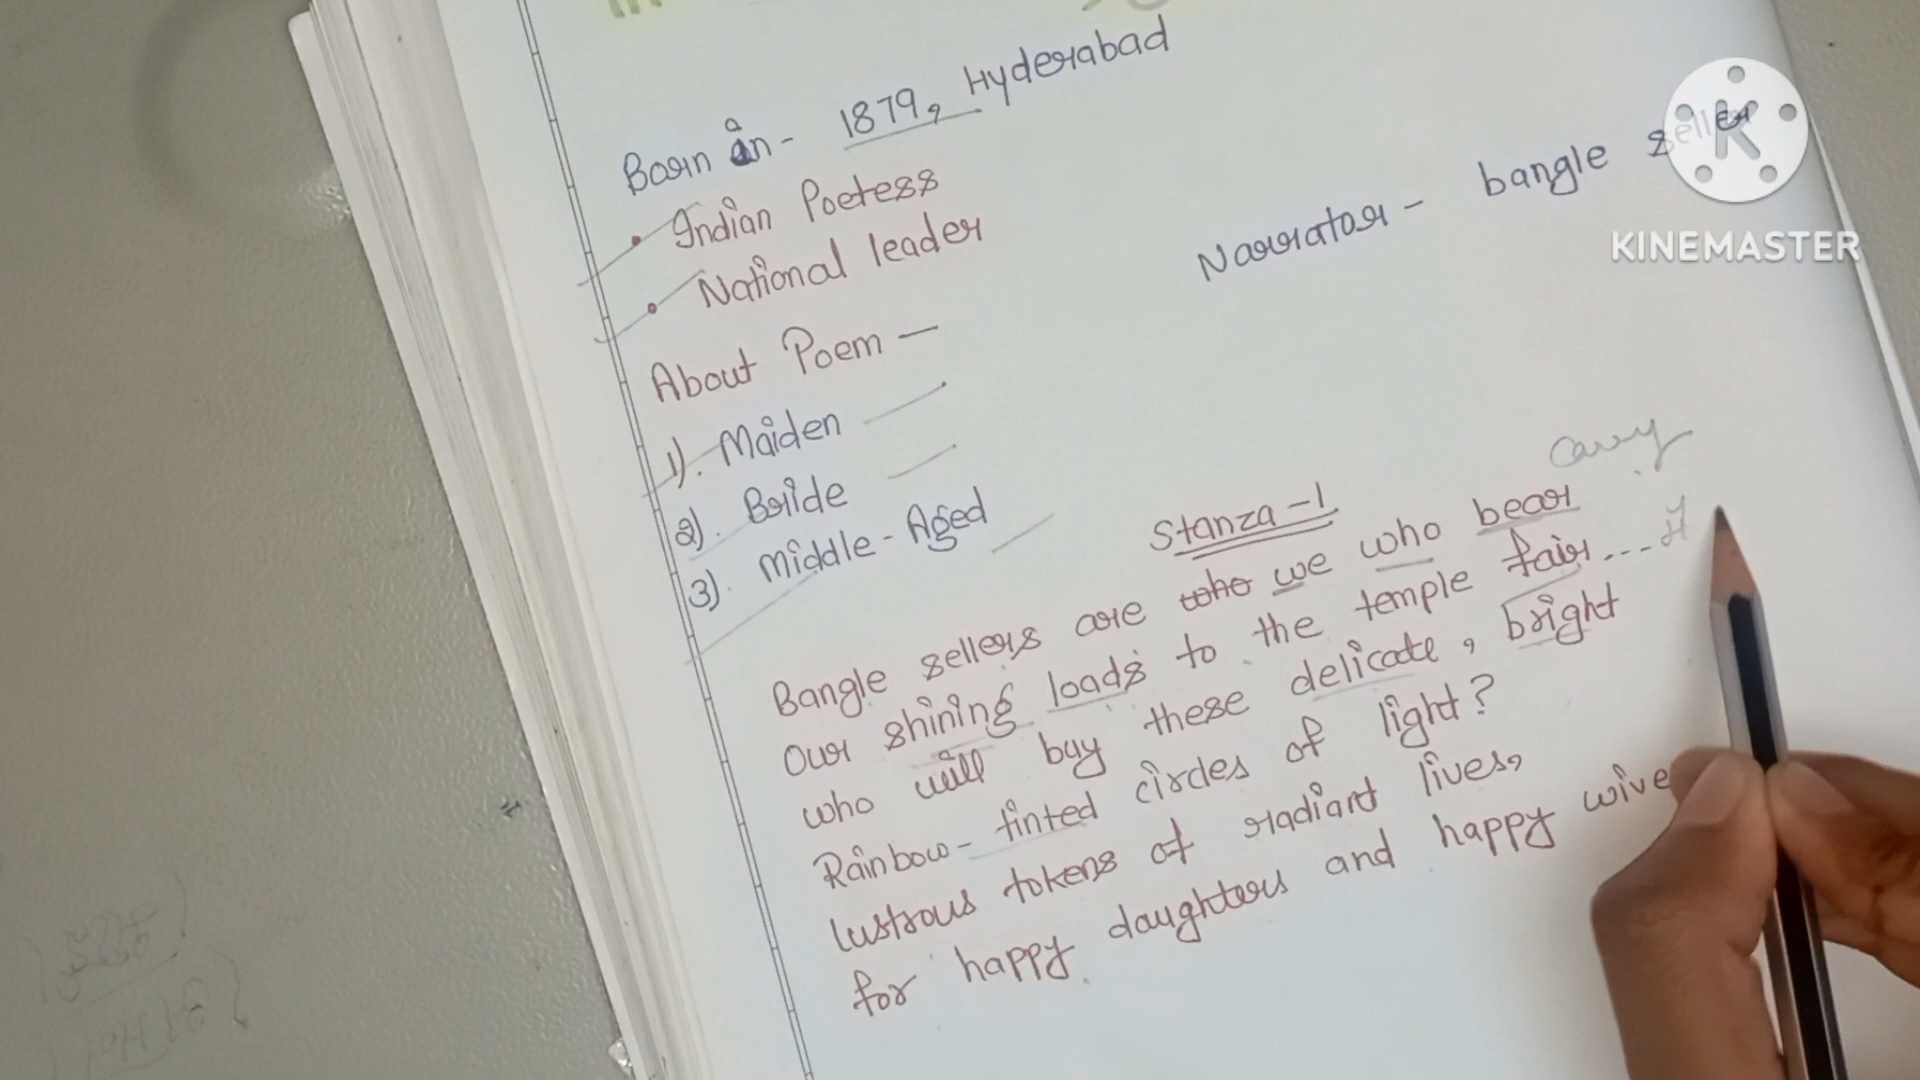 Born in - 1879, Hyderabad
• Indian Poetess
• National leader
Narrator - bangle seller
KINEMASTER
About Poem —
1). Maiden
2). Bride
3). Middle-Aged
Stanza-1
carry
Bangle sellers are who we who bear
Our shining loads to the temple fair...
who will buy these delicate, bright
Rainbow-tinted circles of light?
lustrous tokens of radiant lives,
for happy daughters and happy wive